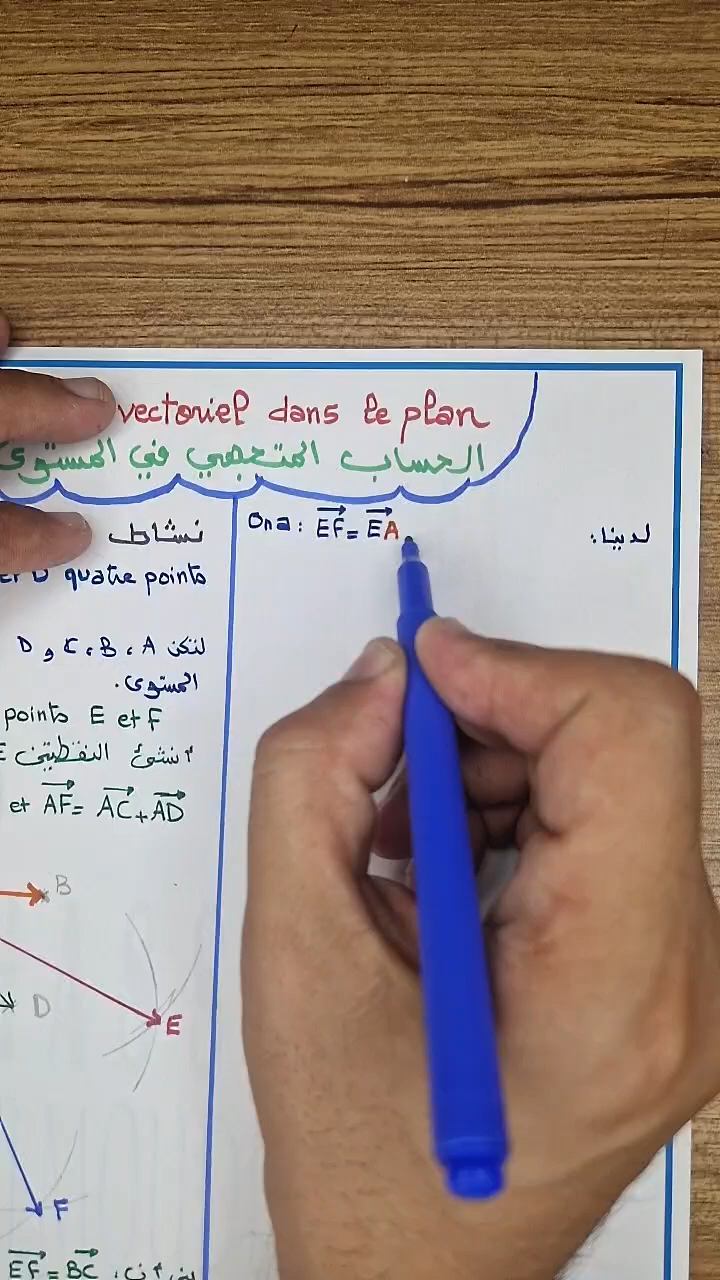 vectoriel dans le plan
الحساب المتجهي في المستوى
نشاط
et D quatre points
لتكن D و C ، B ، A
المستوى.
points E et F
أنشئ النقطتين E
et AF= AC+AD
B
D
E
F
EF=BC
On a: EF= EA
لدينا: